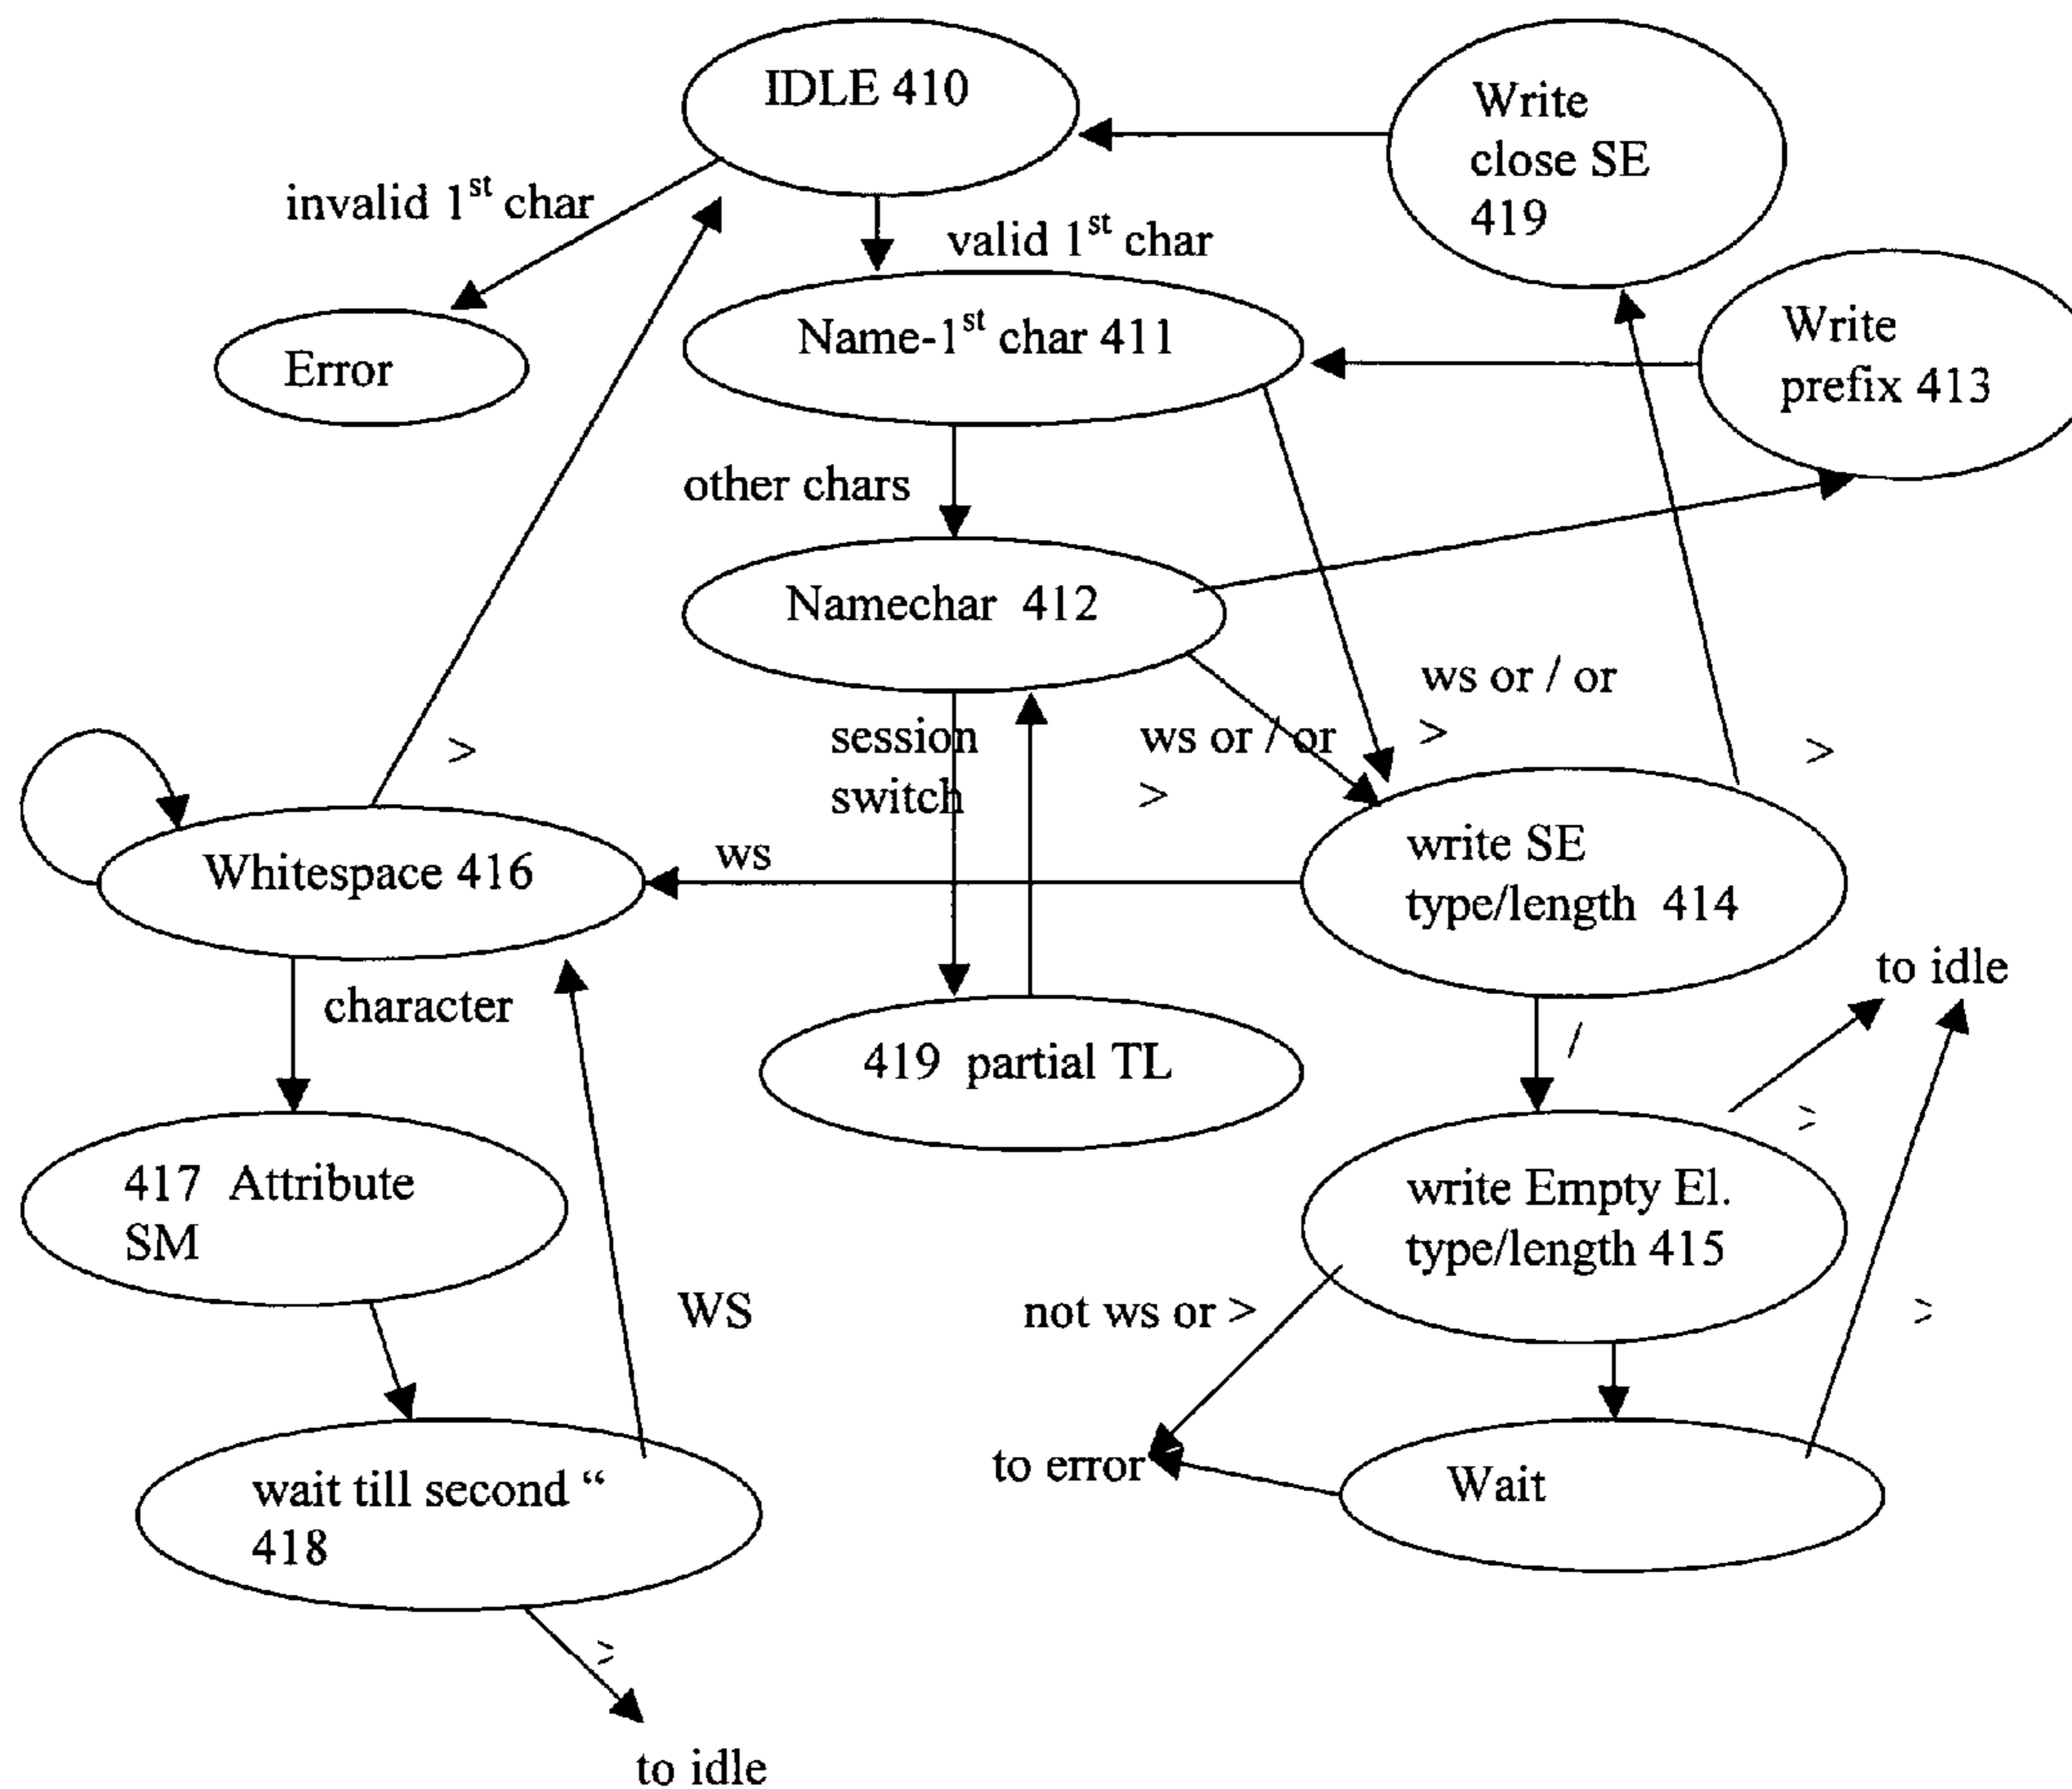 IDLE 410
Write
close SE
419
invalid 1st char
valid 1st char
Name-1st char 411
Write
prefix 413
Error
other chars
Namechar 412
ws or / or
>
session
switch
ws or / or
>
>
>
Whitespace 416
ws
write SE
type/length 414
to idle
character
419 partial TL
/
>
417 Attribute
SM
write Empty El.
type/length 415
WS
not ws or >
>
to error
Wait
wait till second “
418
>
to idle